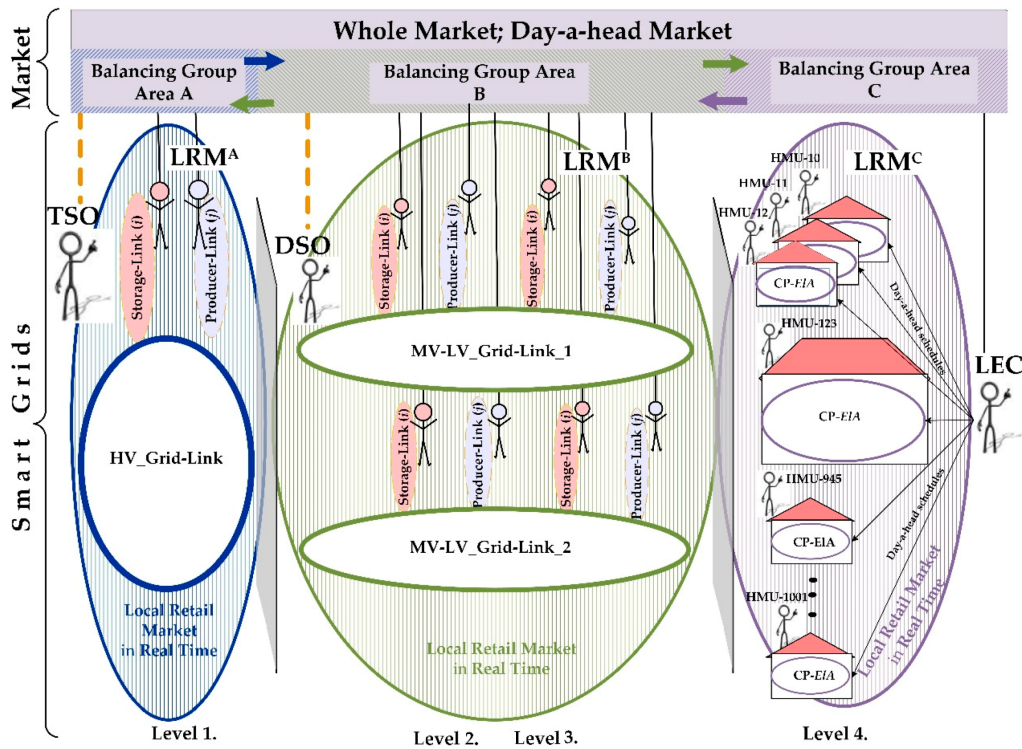 Market
Whole Market; Day-a-head Market
Balancing Group
Area A
Balancing Group Area
B
Balancing Group Area
C
Smart Grids
TSO
LRM^A
Storage-Link (i)
Producer-Link (j)
HV_Grid-Link
Local Retail
Market
in Real Time
Level 1.
DSO
LRM^B
Storage-Link (i)
Producer-Link (j)
Storage-Link (i)
Producer-Link (j)
MV-LV_Grid-Link_1
Storage-Link (i)
Producer-Link (j)
Storage-Link (i)
Producer-Link (j)
MV-LV_Grid-Link_2
Local Retail Market
in Real Time
Level 2.
Level 3.
HMU-10
LRM^C
HMU-11
HMU-12
CP-EIA
HMU-123
CP-EIA
HMU-945
CP-EIA
HMU-1001
CP-EIA
Day-a-head schedules
Day-a-head schedules
LEC
Local Retail Market
in Real Time
Level 4.